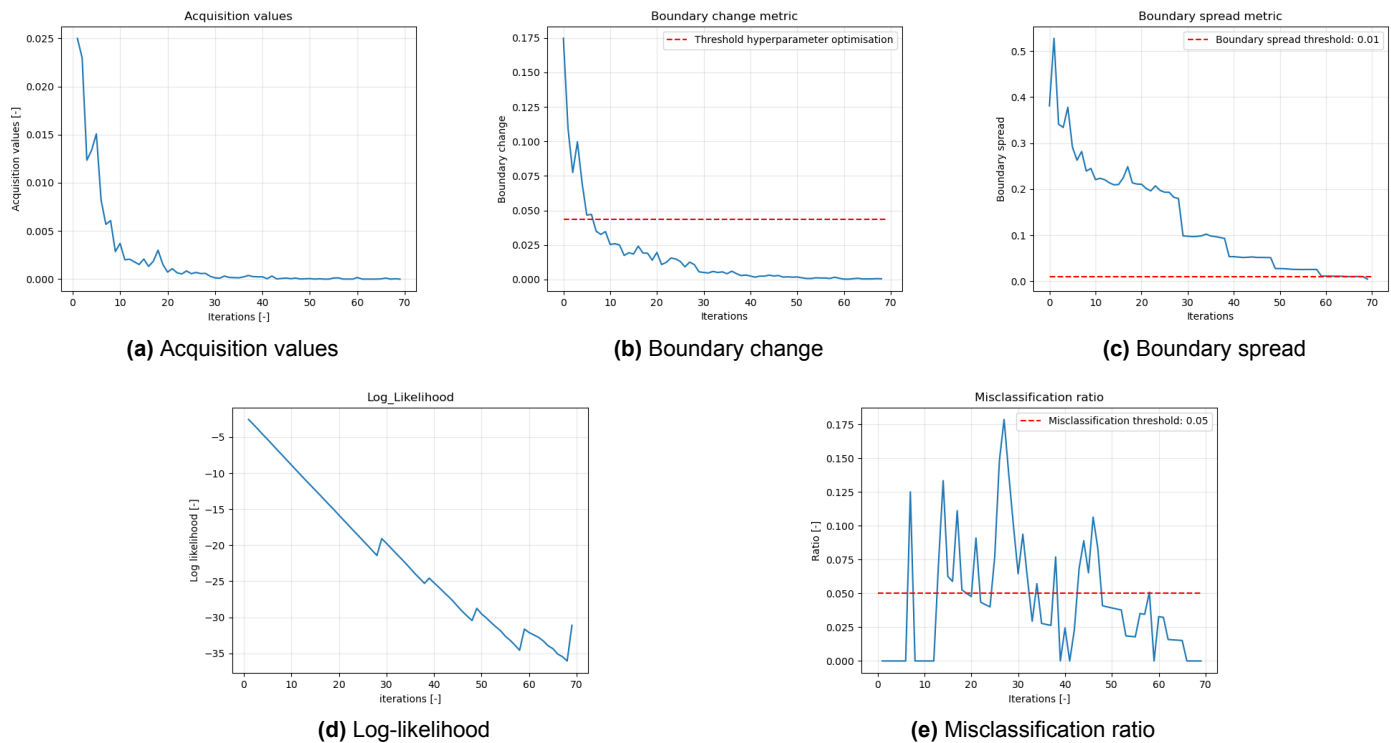 Acquisition values
Acquisition values [-]
0.025
0.020
0.015
0.010
0.005
0.000
0 10 20 30 40 50 60 70
Iterations [-]
(a) Acquisition values
Boundary change metric
Threshold hyperparameter optimisation
Boundary change
0.175
0.150
0.125
0.100
0.075
0.050
0.025
0.000
0 10 20 30 40 50 60 70
Iterations
(b) Boundary change
Boundary spread metric
Boundary spread threshold: 0.01
Boundary spread
0.5
0.4
0.3
0.2
0.1
0.0
0 10 20 30 40 50 60 70
Iterations
(c) Boundary spread
Log_Likelihood
Log likelihood [-]
−5
−10
−15
−20
−25
−30
−35
0 10 20 30 40 50 60 70
iterations [-]
(d) Log-likelihood
Misclassification ratio
Misclassification threshold: 0.05
Ratio [-]
0.175
0.150
0.125
0.100
0.075
0.050
0.025
0.000
0 10 20 30 40 50 60 70
Iterations [-]
(e) Misclassification ratio